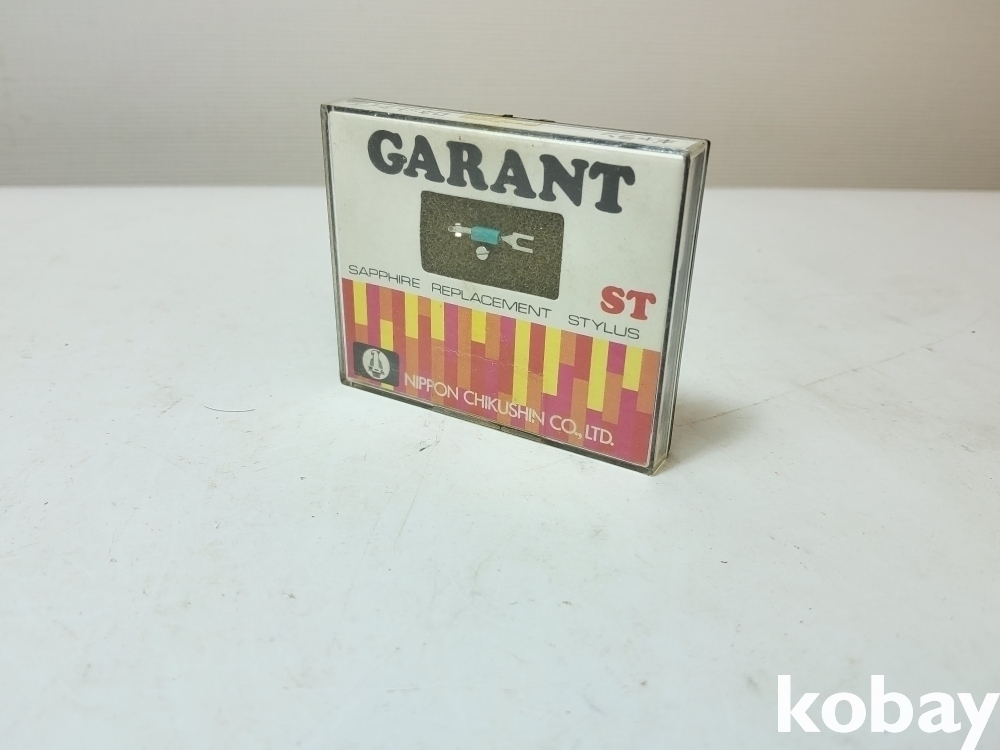 GARANT
SAPPHIRE REPLACEMENT STYLUS
ST
NIPPON CHIKUSHIN CO., LTD.
kobay